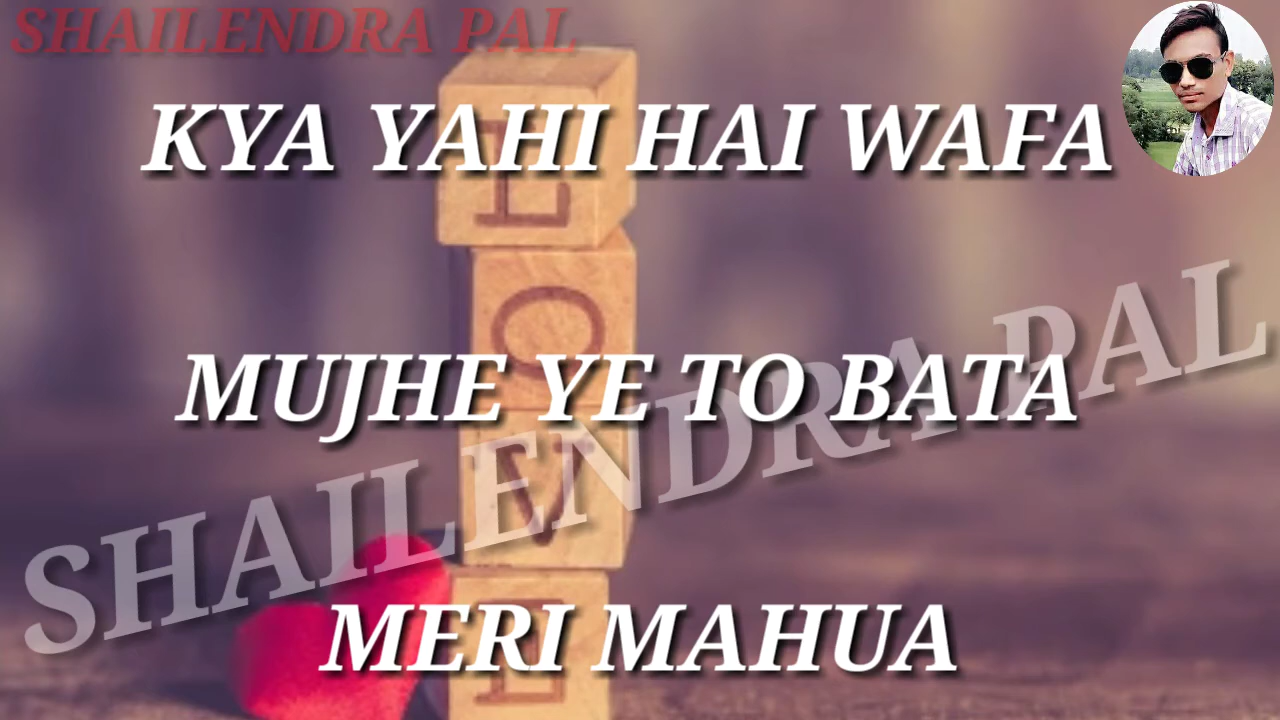 SHAILENDRA PAL
KYA YAHI HAI WAFA
MUJHE YE TO BATA
SHAILENDRA PAL
MERI MAHUA
L
O
V
E